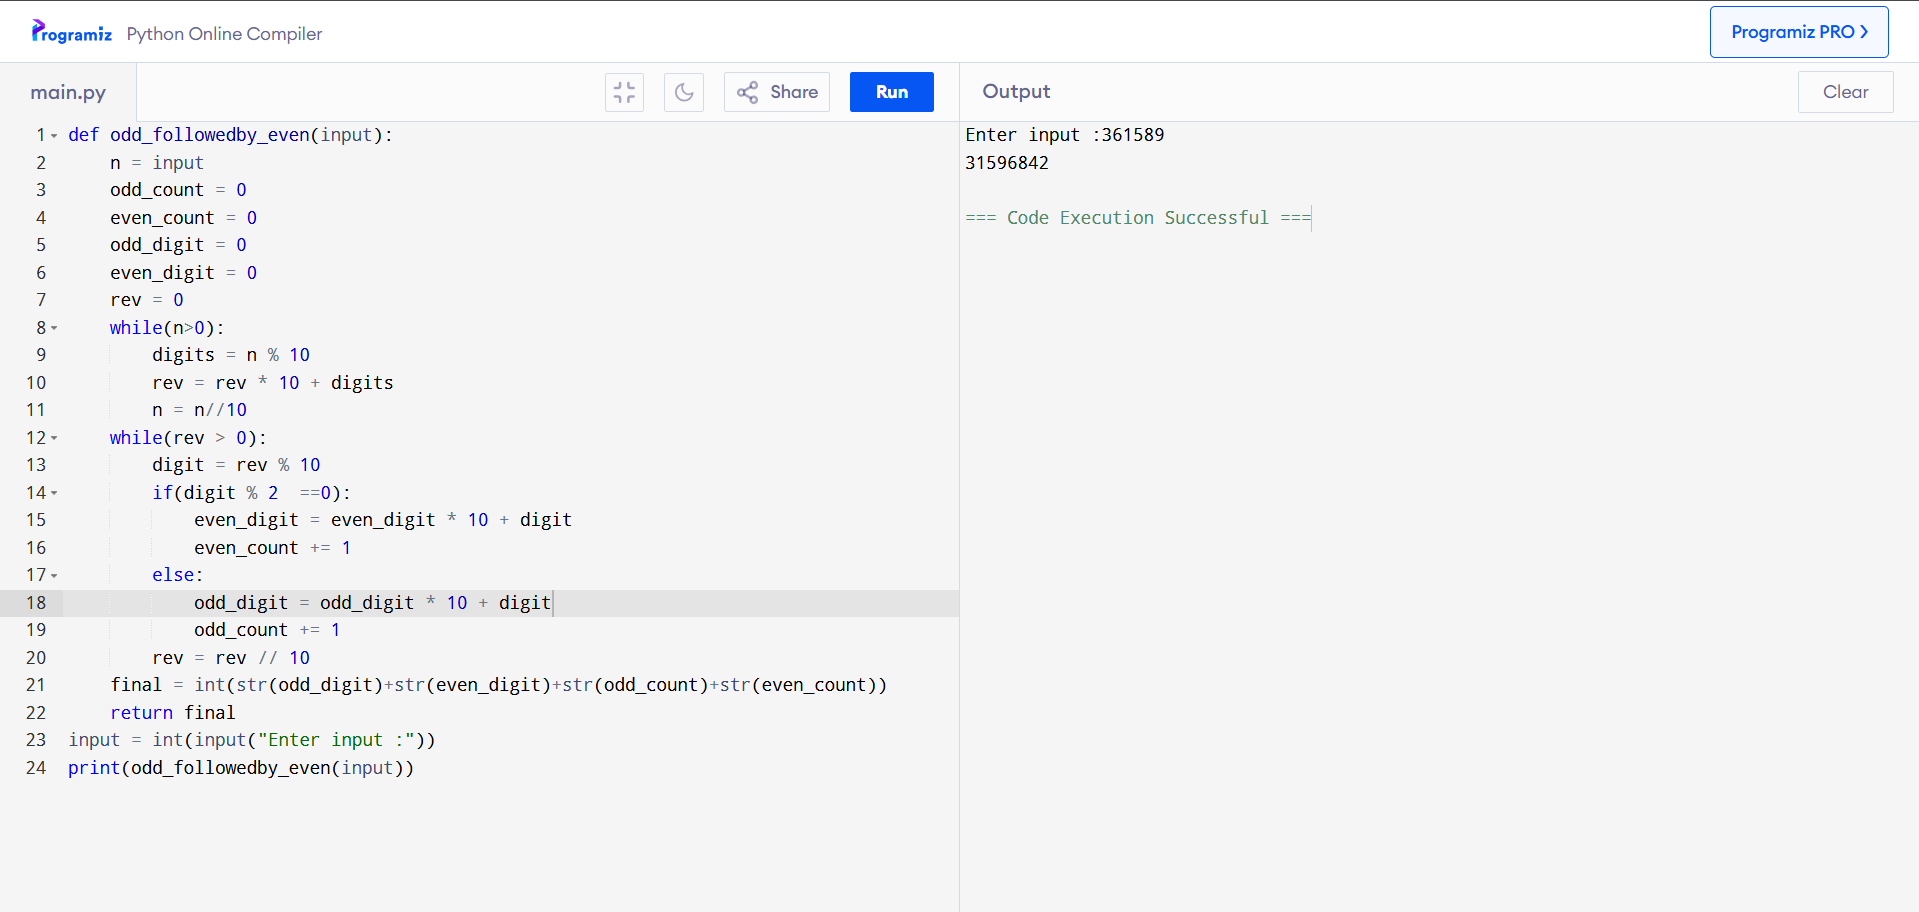 Programiz Python Online Compiler
Programiz PRO
main.py
Share
Run
Output
Clear
1 def odd_followedby_even(input):
2     n = input
3     odd_count = 0
4     even_count = 0
5     odd_digit = 0
6     even_digit = 0
7     rev = 0
8     while(n>0):
9         digits = n % 10
10         rev = rev * 10 + digits
11         n = n//10
12     while(rev > 0):
13         digit = rev % 10
14         if(digit % 2  ==0):
15             even_digit = even_digit * 10 + digit
16             even_count += 1
17         else:
18             odd_digit = odd_digit * 10 + digit
19             odd_count += 1
20         rev = rev // 10
21     final = int(str(odd_digit)+str(even_digit)+str(odd_count)+str(even_count))
22     return final
23 input = int(input("Enter input :"))
24 print(odd_followedby_even(input))
Enter input :361589
31596842
=== Code Execution Successful ===